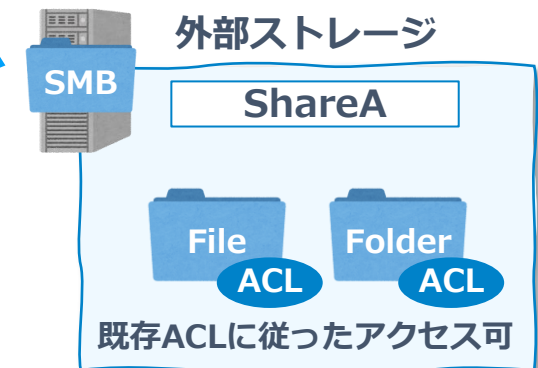 外部ストレージ
SMB
ShareA
File
Folder
ACL
ACL
既存ACLに従ったアクセス可